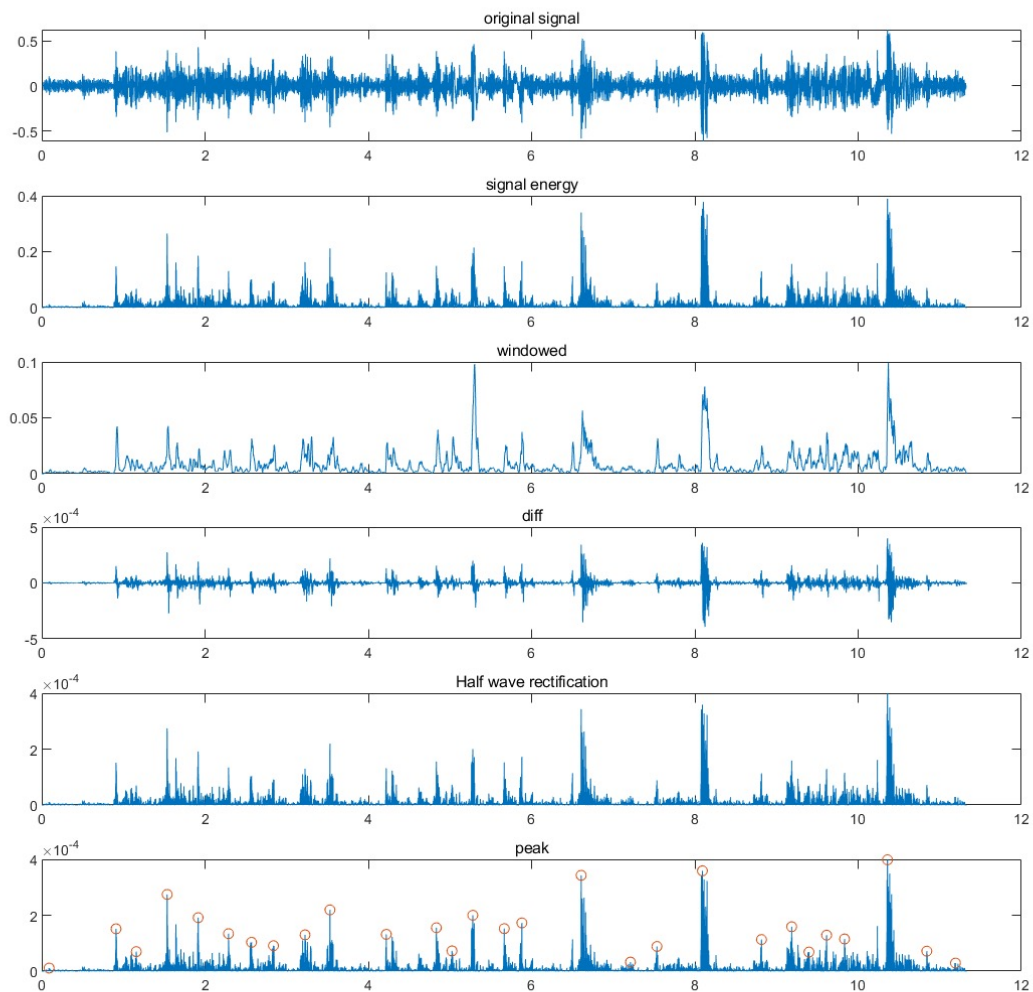 original signal
0.5
0
-0.5
0 2 4 6 8 10 12
signal energy
0.4
0.2
0
0 2 4 6 8 10 12
windowed
0.1
0.05
0
0 2 4 6 8 10 12
×10⁻⁴ diff
5
0
-5
0 2 4 6 8 10 12
×10⁻⁴ Half wave rectification
4
2
0
0 2 4 6 8 10 12
×10⁻⁴ peak
4
2
0
0 2 4 6 8 10 12